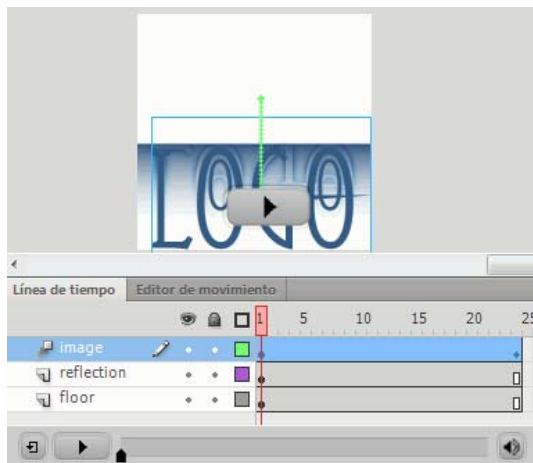 LOGO
Línea de tiempo Editor de movimiento
1 5 10 15 20 25
image
reflection
floor